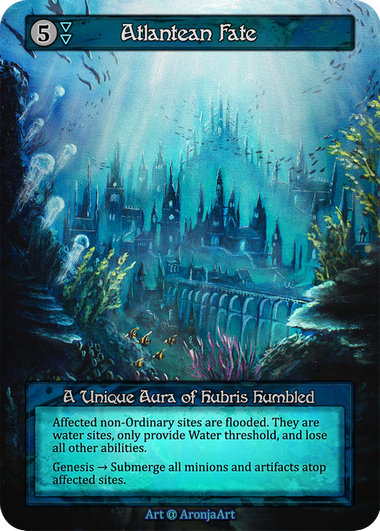 5
Atlantean Fate
A Unique Aura of Hubris Humbled
Affected non-Ordinary sites are flooded. They are
water sites, only provide Water threshold, and lose
all other abilities.
Genesis → Submerge all minions and artifacts atop
affected sites.
Art @ AronjaArt